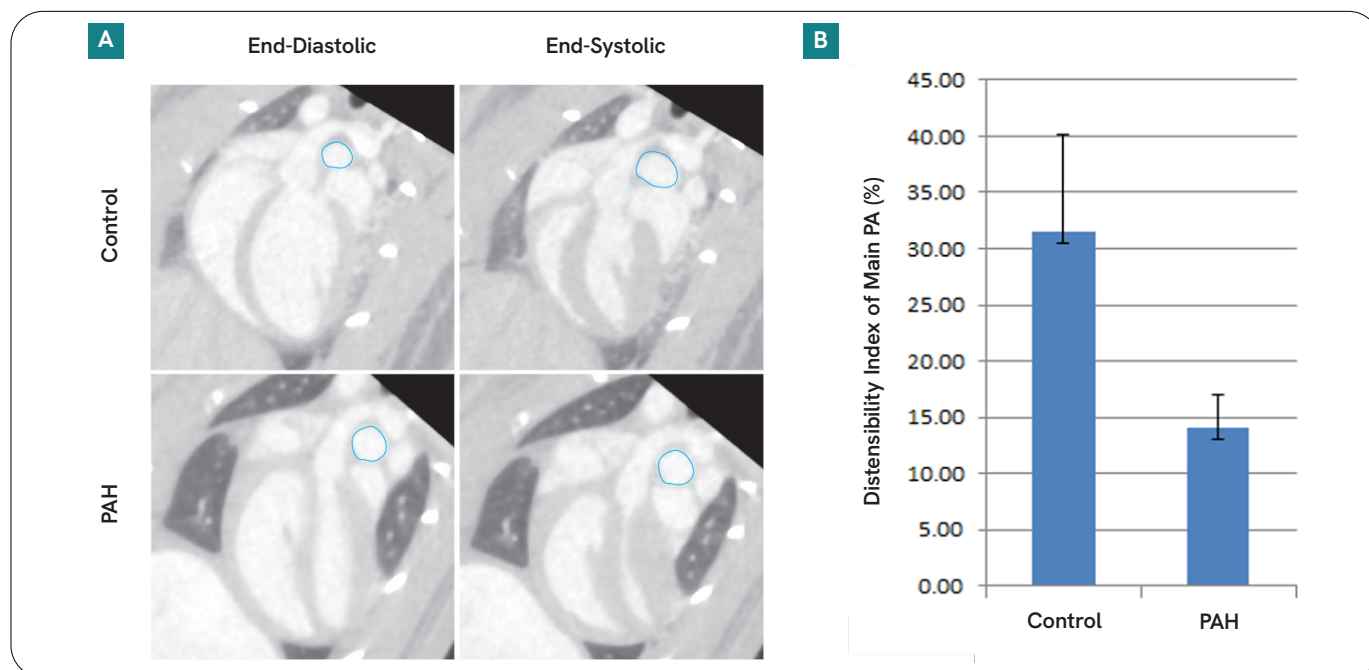 A
End-Diastolic
End-Systolic
Control
PAH
B
Distensibility Index of Main PA (%)
45.00
40.00
35.00
30.00
25.00
20.00
15.00
10.00
5.00
0.00
Control
PAH